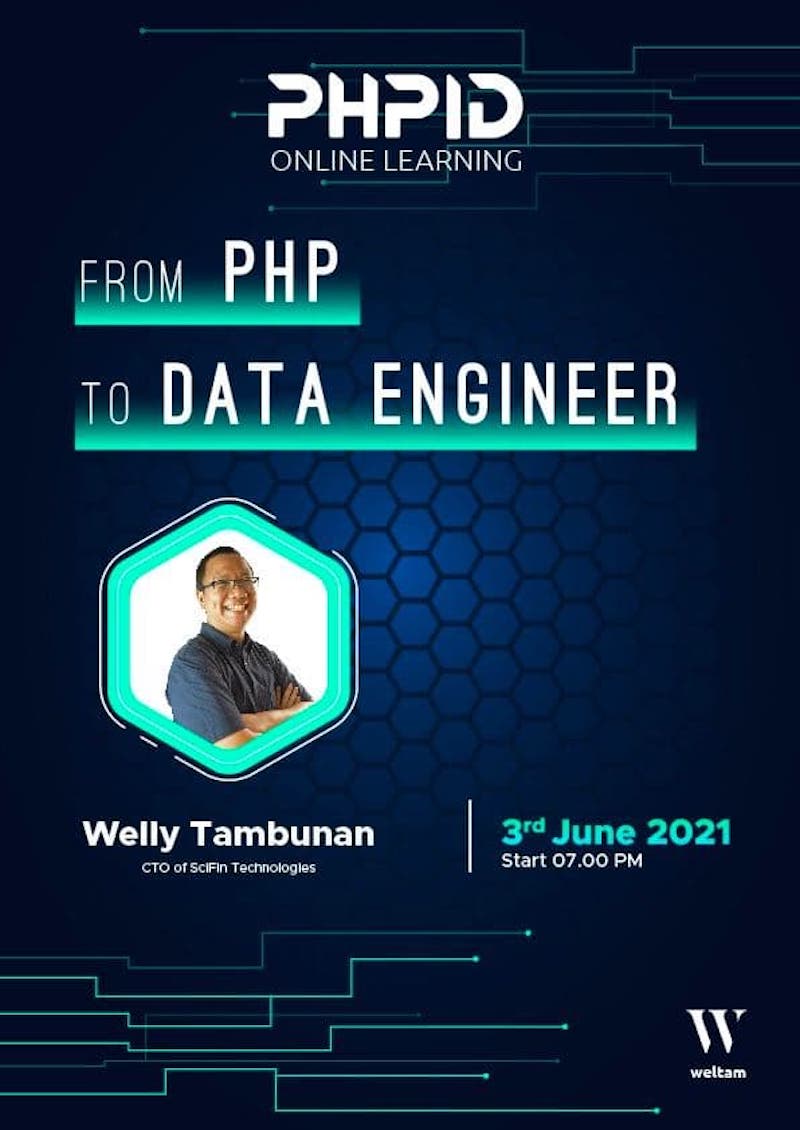 PHPID
ONLINE LEARNING
FROM PHP
TO DATA ENGINEER
Welly Tambunan
CTO of SciFin Technologies
3rd June 2021
Start 07.00 PM
W
weltam